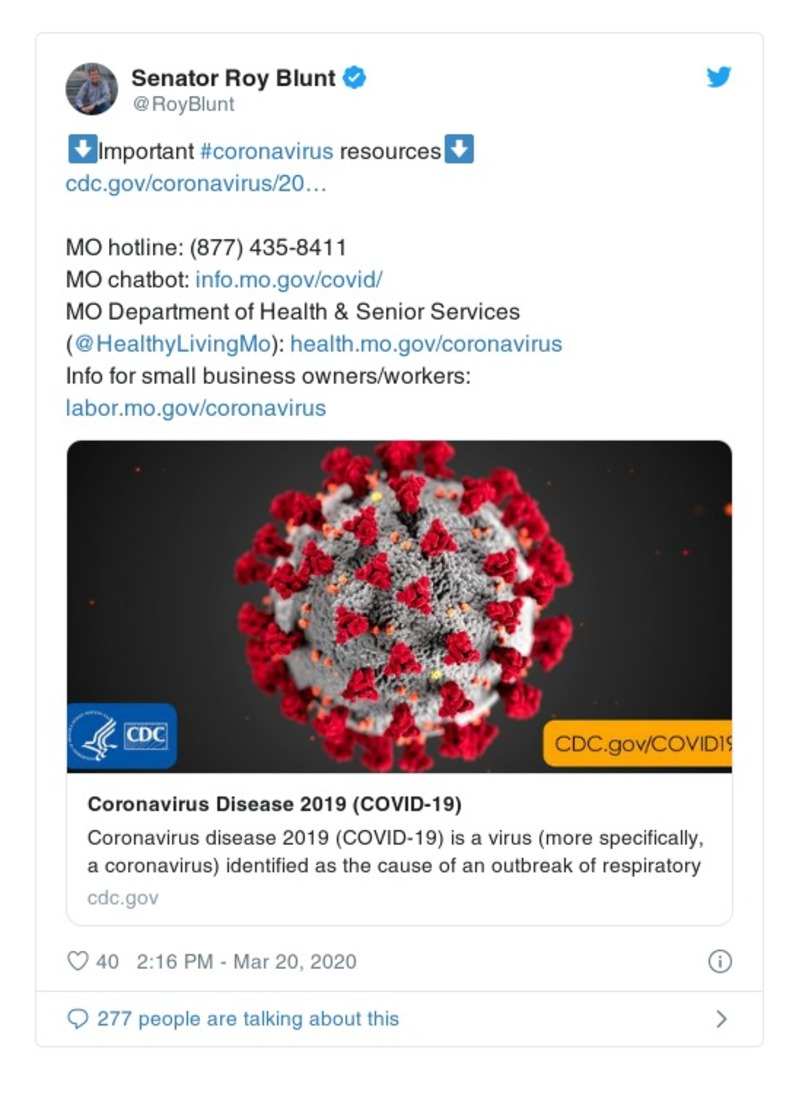 Senator Roy Blunt
@RoyBlunt
⬇Important #coronavirus resources⬇
cdc.gov/coronavirus/20…
MO hotline: (877) 435-8411
MO chatbot: info.mo.gov/covid/
MO Department of Health & Senior Services
(@HealthyLivingMo): health.mo.gov/coronavirus
Info for small business owners/workers:
labor.mo.gov/coronavirus
CDC
CDC.gov/COVID19
Coronavirus Disease 2019 (COVID-19)
Coronavirus disease 2019 (COVID-19) is a virus (more specifically,
a coronavirus) identified as the cause of an outbreak of respiratory
cdc.gov
40 2:16 PM - Mar 20, 2020
277 people are talking about this